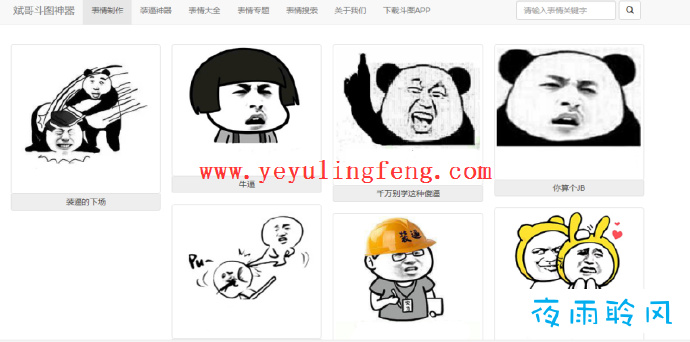 斌哥斗图神器 表情制作 装逼神器 表情大全 表情专题 表情搜索 关于我们 下载斗图APP 请输入表情关键字
www.yeyulingfeng.com
装逼的下场
牛逼
千万别学这种傻逼
你算个JB
Pu~
装逼
夜雨聆风